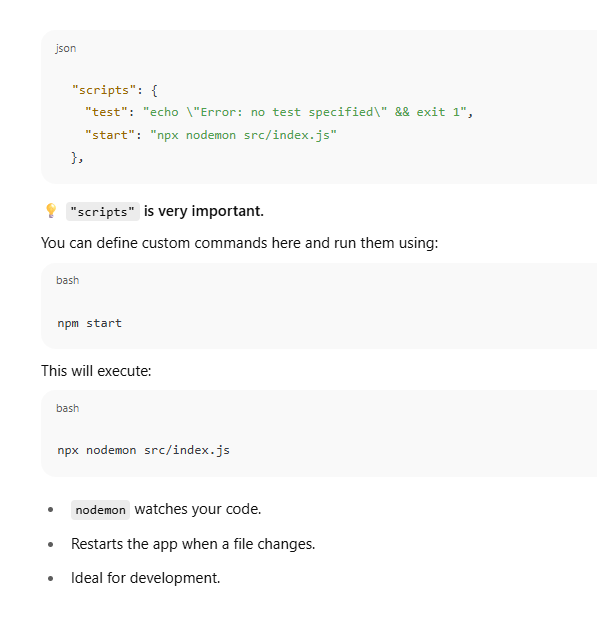 json
"scripts": {
"test": "echo \"Error: no test specified\" && exit 1",
"start": "npx nodemon src/index.js"
},
💡 "scripts" is very important.
You can define custom commands here and run them using:
bash
npm start
This will execute:
bash
npx nodemon src/index.js
• nodemon watches your code.
• Restarts the app when a file changes.
• Ideal for development.